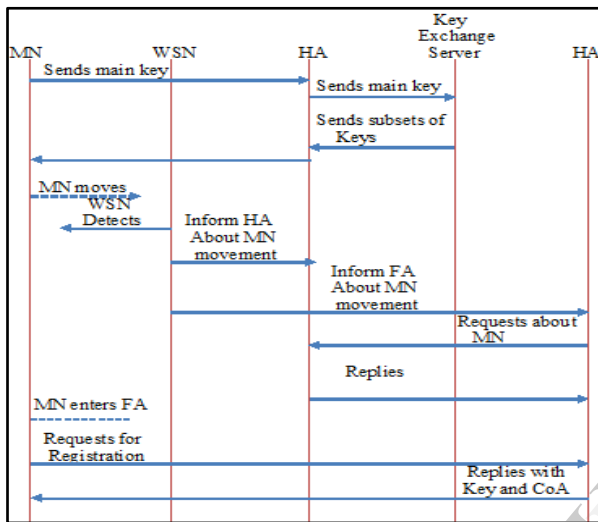 Key
Exchange
Server
MN
WSN
HA
HA
Sends main key
Sends main key
Sends subsets of
Keys
MN moves
WSN
Detects
Inform HA
About MN
movement
Inform FA
About MN
movement
Requests about
MN
Replies
MN enters FA
Requests for
Registration
Replies with
Key and CoA